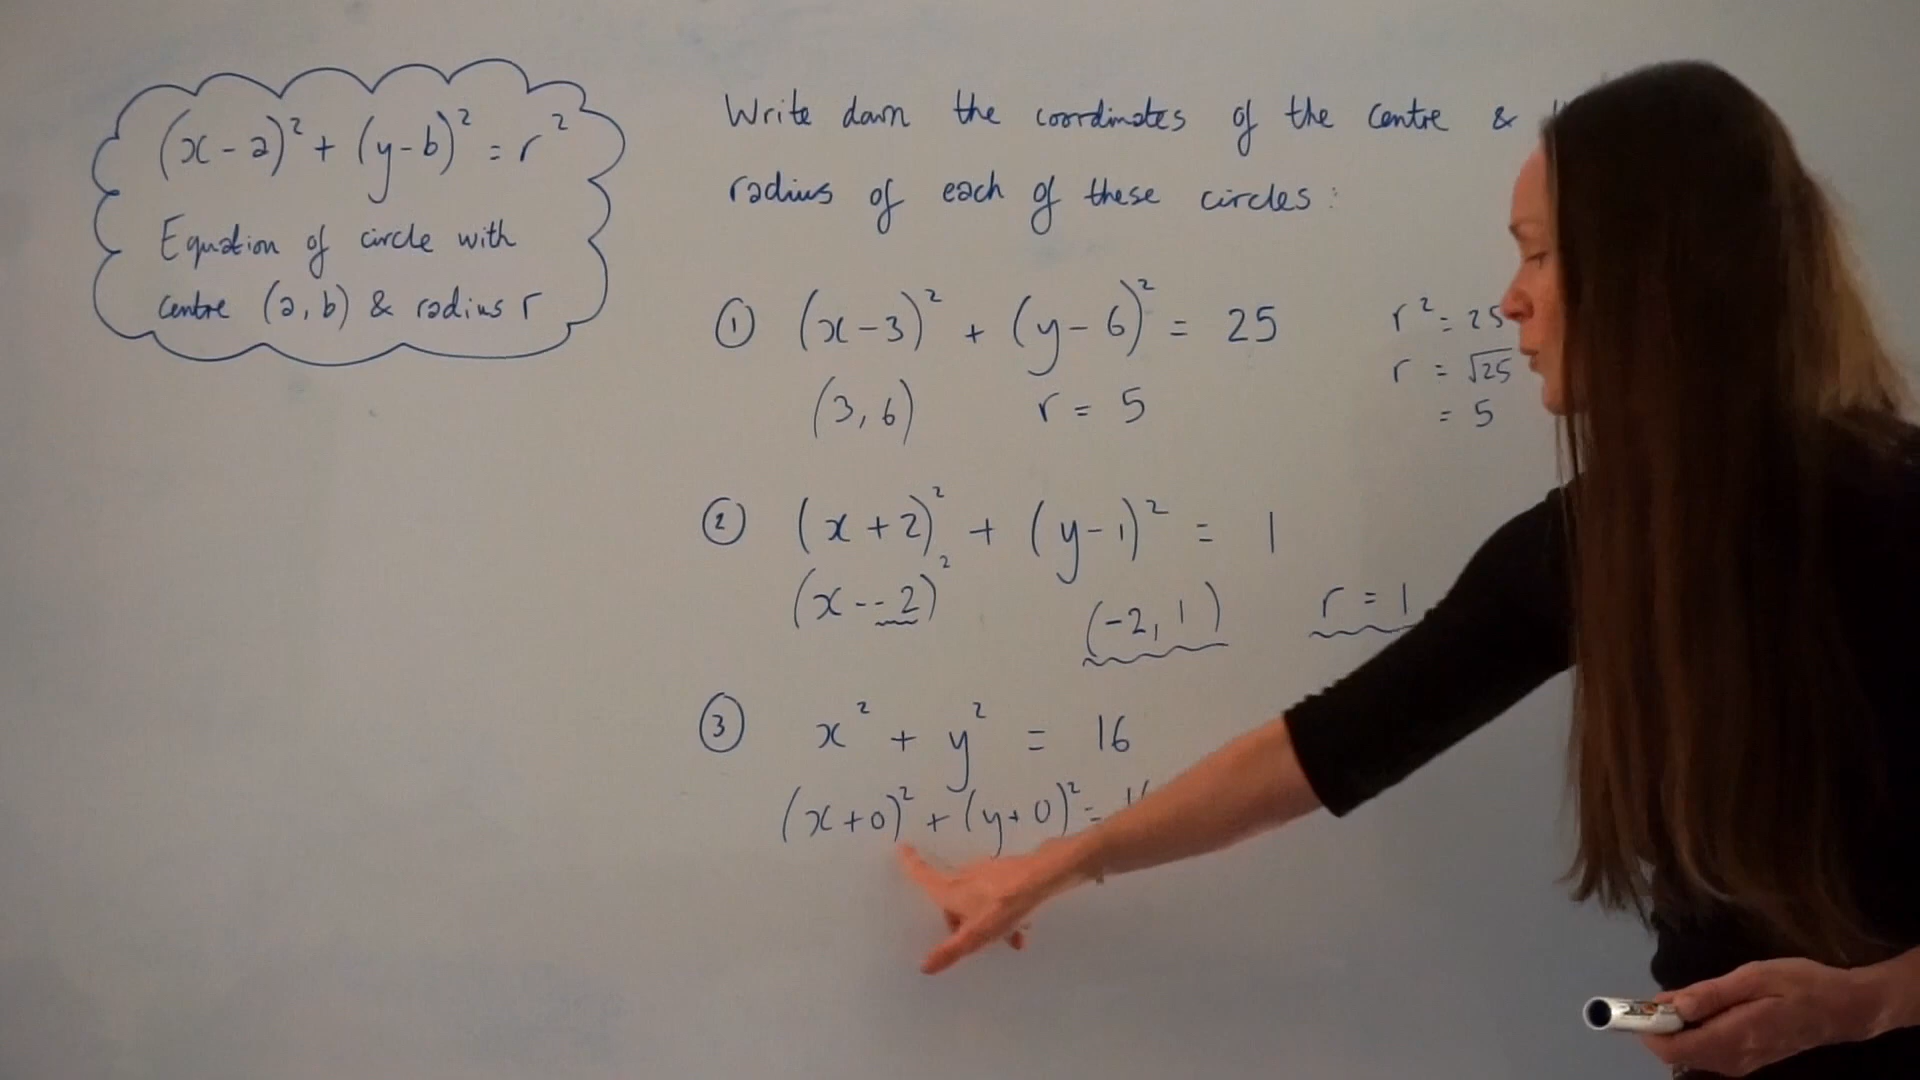 (x-a)² + (y-b)² = r²
Equation of circle with
centre (a, b) & radius r
Write down the coordinates of the centre &
radius of each of these circles:
① (x-3)² + (y-6)² = 25
(3, 6) r = 5
r² = 25
r = √25
= 5
② (x+2)² + (y-1)² = 1
(x--2)²
(-2, 1) r = 1
③ x² + y² = 16
(x+0)² + (y+0)² =